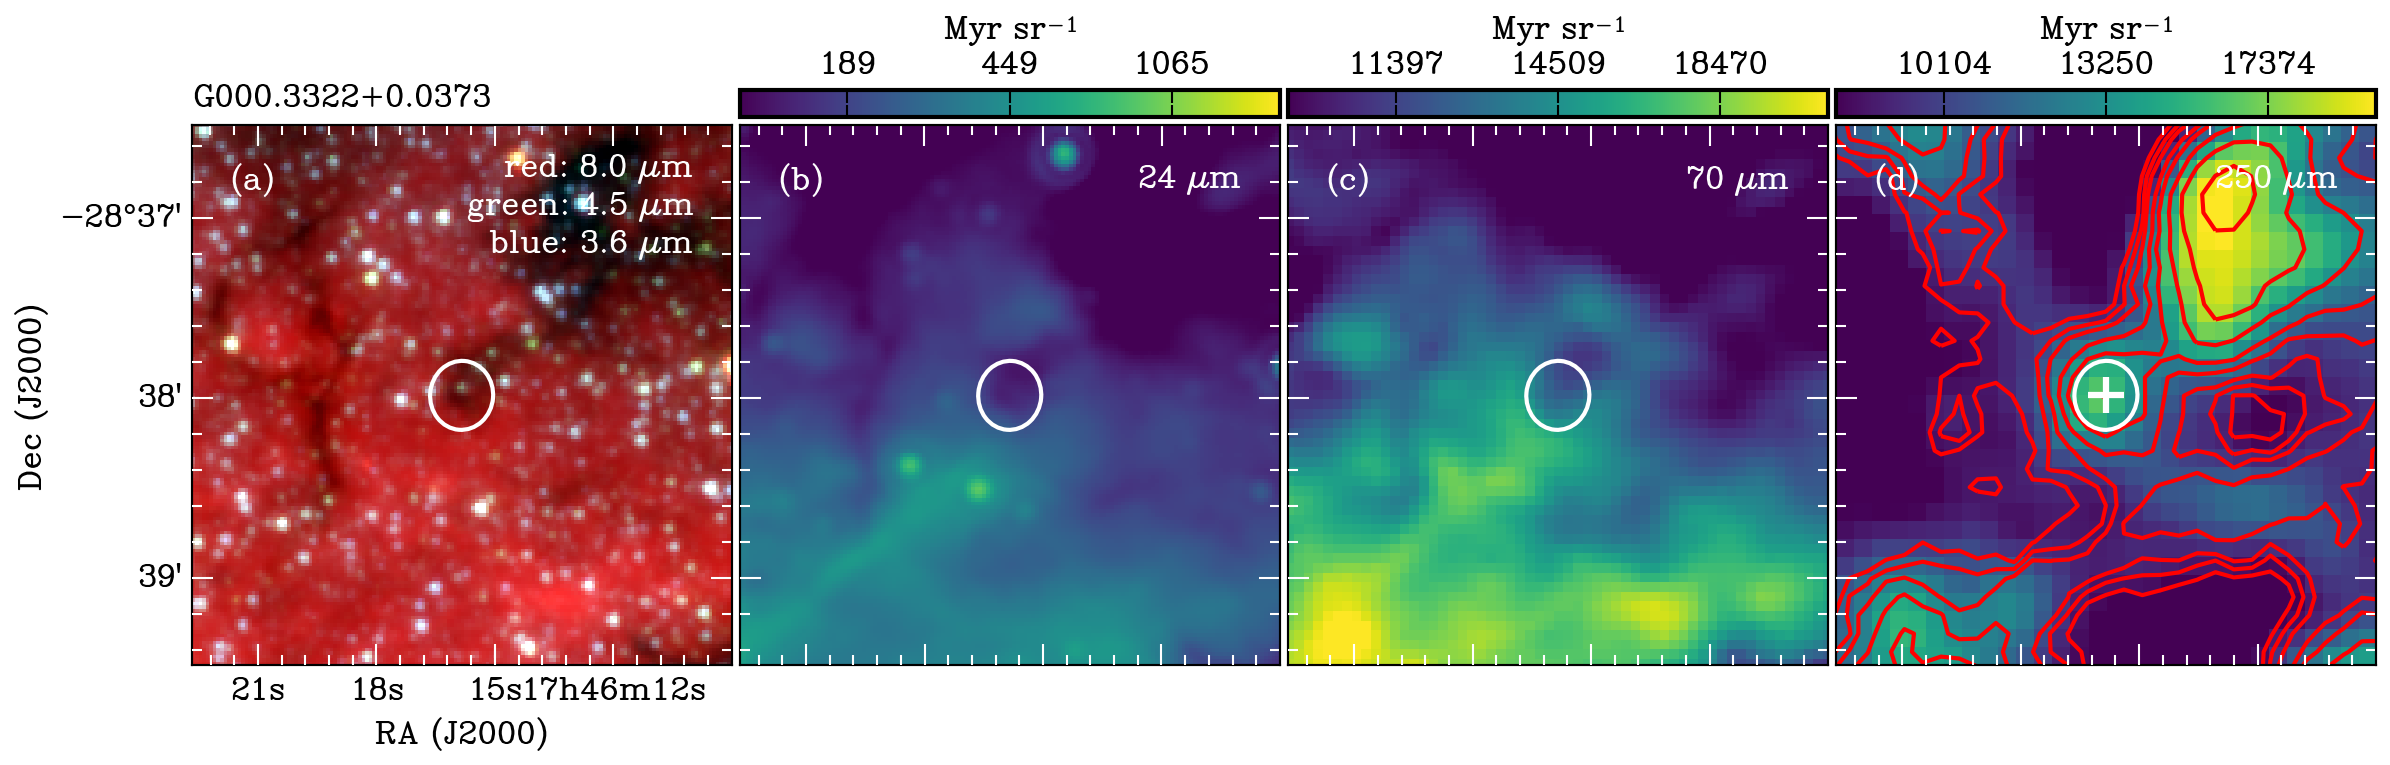 Myr sr⁻¹
189 449 1065
Myr sr⁻¹
11397 14509 18470
Myr sr⁻¹
10104 13250 17374
G000.3322+0.0373
(a)
red: 8.0 μm
green: 4.5 μm
blue: 3.6 μm
(b)
24 μm
(c)
70 μm
(d)
250 μm
−28°37'
38'
39'
Dec (J2000)
21s 18s 15s17h46m12s
RA (J2000)